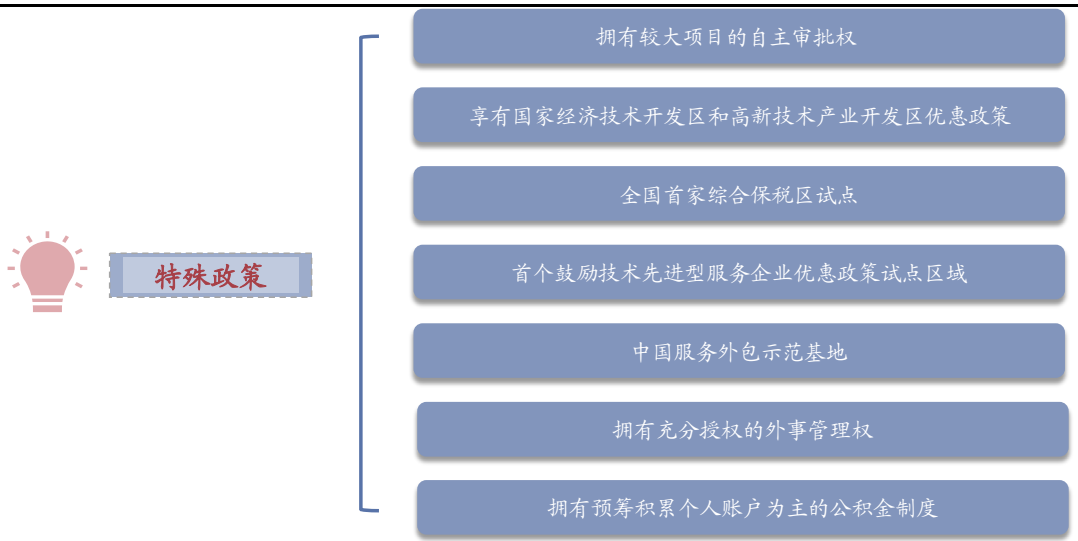 拥有较大项目的自主审批权
享有国家经济技术开发区和高新技术产业开发区优惠政策
全国首家综合保税区试点
特殊政策
首个鼓励技术先进型服务企业优惠政策试点区域
中国服务外包示范基地
拥有充分授权的外事管理权
拥有预筹积累个人账户为主的公积金制度